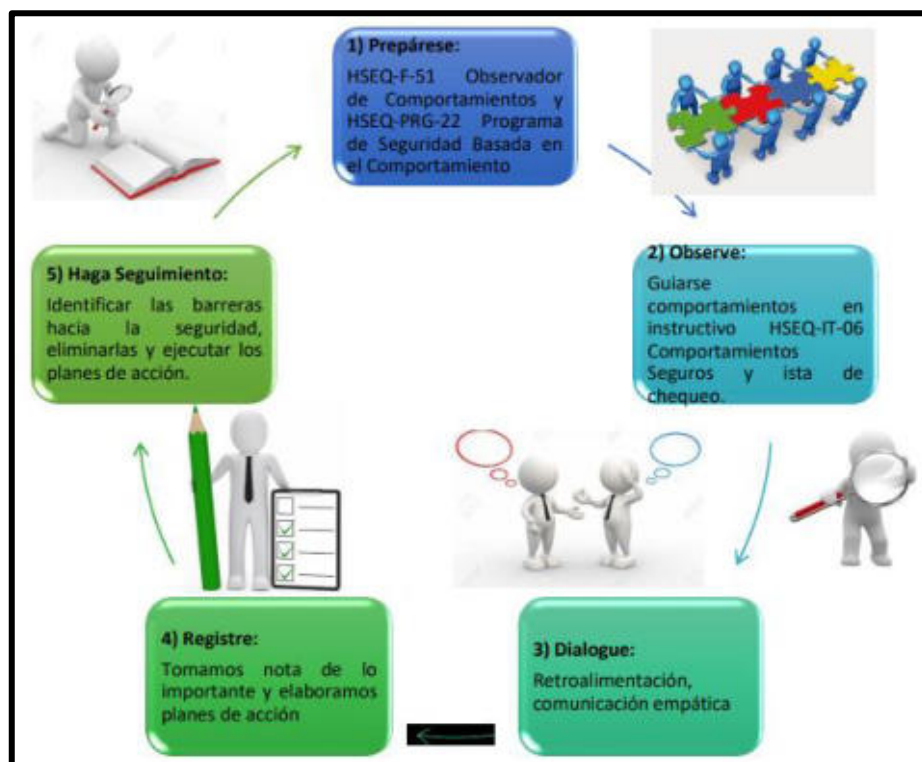 1) Prepárese:
HSEQ-F-51 Observador
de Comportamientos y
HSEQ-PRG-22 Programa
de Seguridad Basada en
el Comportamiento
2) Observe:
Guiarse
comportamientos en
instructivo HSEQ-IT-06
Comportamientos
Seguros y ista de
chequeo.
3) Dialogue:
Retroalimentación,
comunicación empática
4) Registre:
Tomamos nota de lo
importante y elaboramos
planes de acción
5) Haga Seguimiento:
Identificar las barreras
hacia la seguridad,
eliminarlas y ejecutar los
planes de acción.